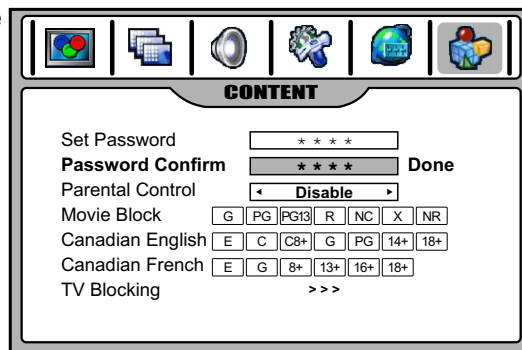 e
CONTENT
Set Password * * * *
Password Confirm * * * * Done
Parental Control Disable
Movie Block G PG PG13 R NC X NR
Canadian English E C C8+ G PG 14+ 18+
Canadian French E G 8+ 13+ 16+ 18+
TV Blocking >>>